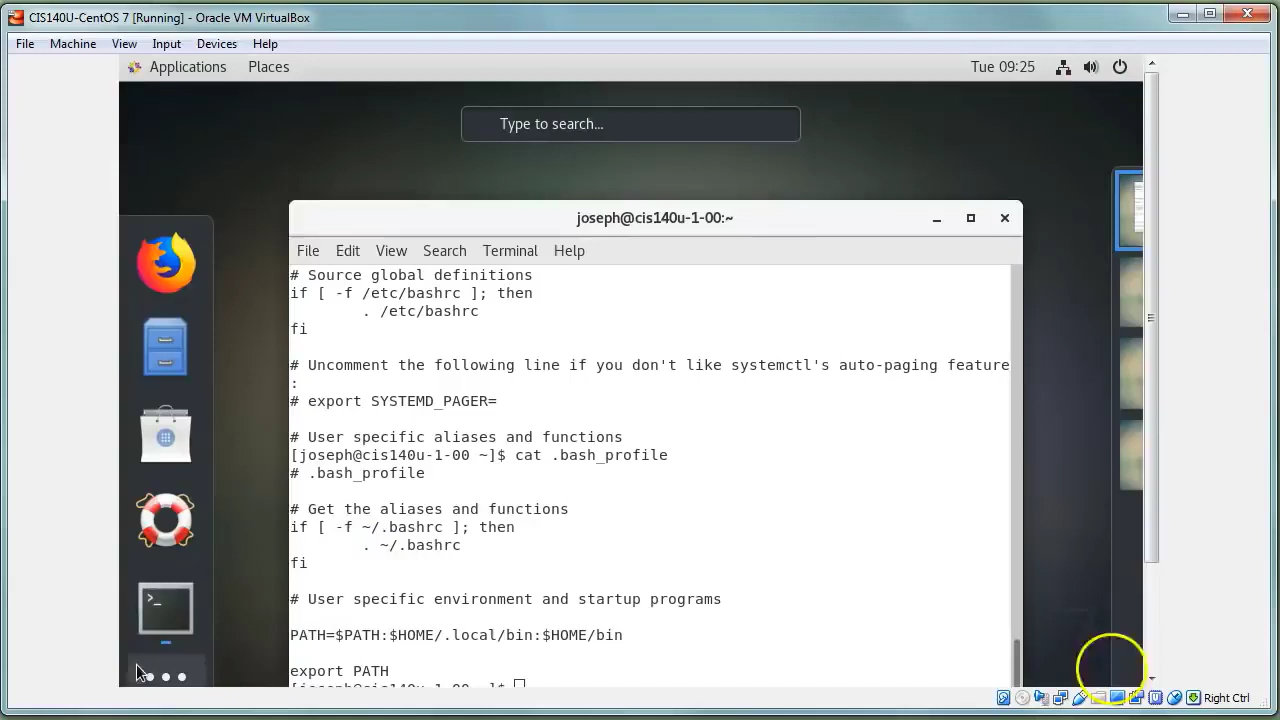 CIS140U-CentOS 7 [Running] - Oracle VM VirtualBox
File Machine View Input Devices Help
Applications Places Tue 09:25
Type to search...
joseph@cis140u-1-00:~
File Edit View Search Terminal Help
# Source global definitions
if [ -f /etc/bashrc ]; then
        . /etc/bashrc
fi
# Uncomment the following line if you don't like systemctl's auto-paging feature
:
# export SYSTEMD_PAGER=
# User specific aliases and functions
[joseph@cis140u-1-00 ~]$ cat .bash_profile
# .bash_profile
# Get the aliases and functions
if [ -f ~/.bashrc ]; then
        . ~/.bashrc
fi
# User specific environment and startup programs
PATH=$PATH:$HOME/.local/bin:$HOME/bin
export PATH
[joseph@cis140u-1-00 ~]$
Right Ctrl